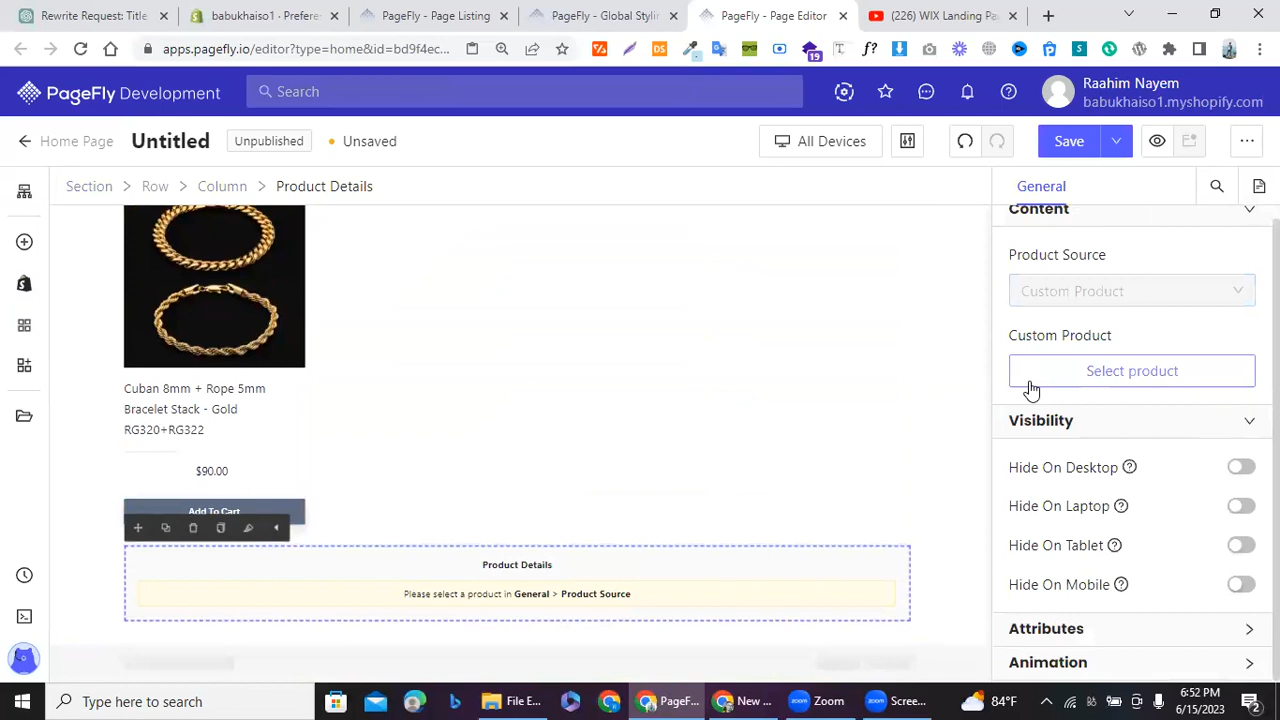 Rewrite Request: Title
babukhaiso1 · Prefere
PageFly - Page Listing
PageFly - Global Stylin
PageFly - Page Editor
(226) WIX Landing Pa
apps.pagefly.io/editor?type=home&id=bd9f4ec...
19
PageFly Development
Search
Raahim Nayem
babukhaiso1.myshopify.com
Home Page
Untitled
Unpublished
Unsaved
All Devices
Save
Section > Row > Column > Product Details
General
Content
Product Source
Custom Product
Custom Product
Select product
Visibility
Hide On Desktop
Hide On Laptop
Hide On Tablet
Hide On Mobile
Attributes
Animation
Cuban 8mm + Rope 5mm
Bracelet Stack - Gold
RG320+RG322
$90.00
Add To Cart
Product Details
Please select a product in General > Product Source
Type here to search
File E...
PageF...
New ...
Zoom
Scree...
84°F
6:52 PM
6/15/2023